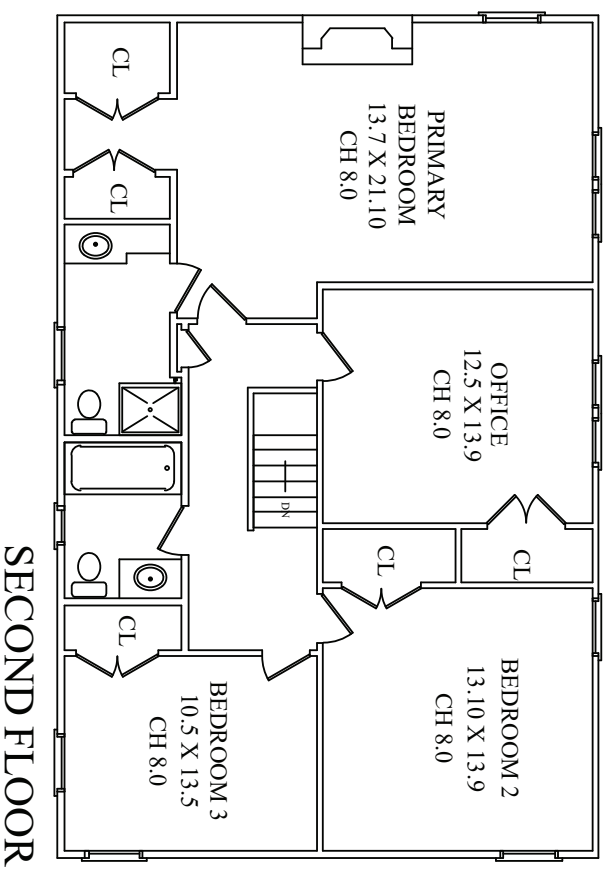 PRIMARY
BEDROOM
13.7 X 21.10
CH 8.0
CL
CL
OFFICE
12.5 X 13.9
CH 8.0
CL
CL
DN
BEDROOM 2
13.10 X 13.9
CH 8.0
CL
BEDROOM 3
10.5 X 13.5
CH 8.0
SECOND FLOOR